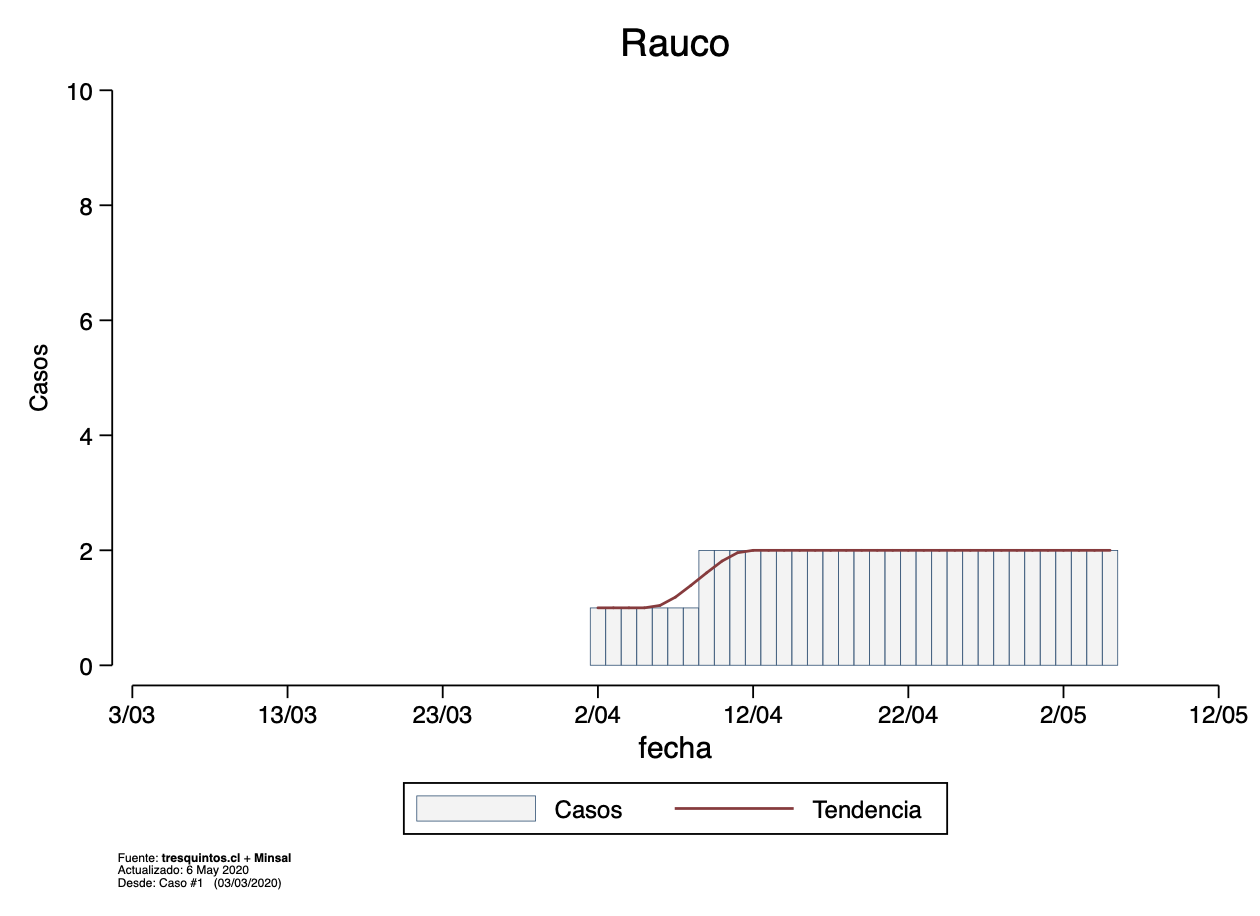 Rauco
10
8
6
4
2
0
Casos
3/03 13/03 23/03 2/04 12/04 22/04 2/05 12/05
fecha
Casos Tendencia
Fuente: tresquintos.cl + Minsal
Actualizado: 6 May 2020
Desde: Caso #1 (03/03/2020)